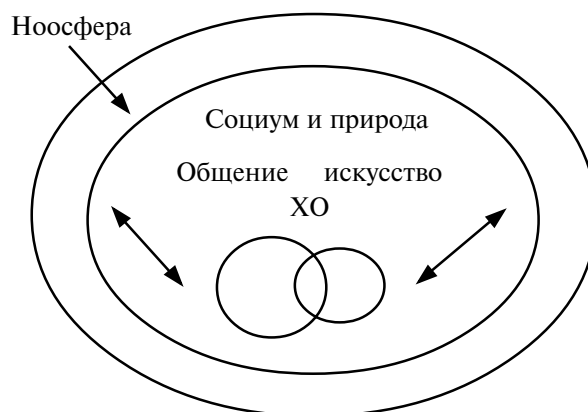 Ноосфера
Социум и природа
Общение искусство
ХО